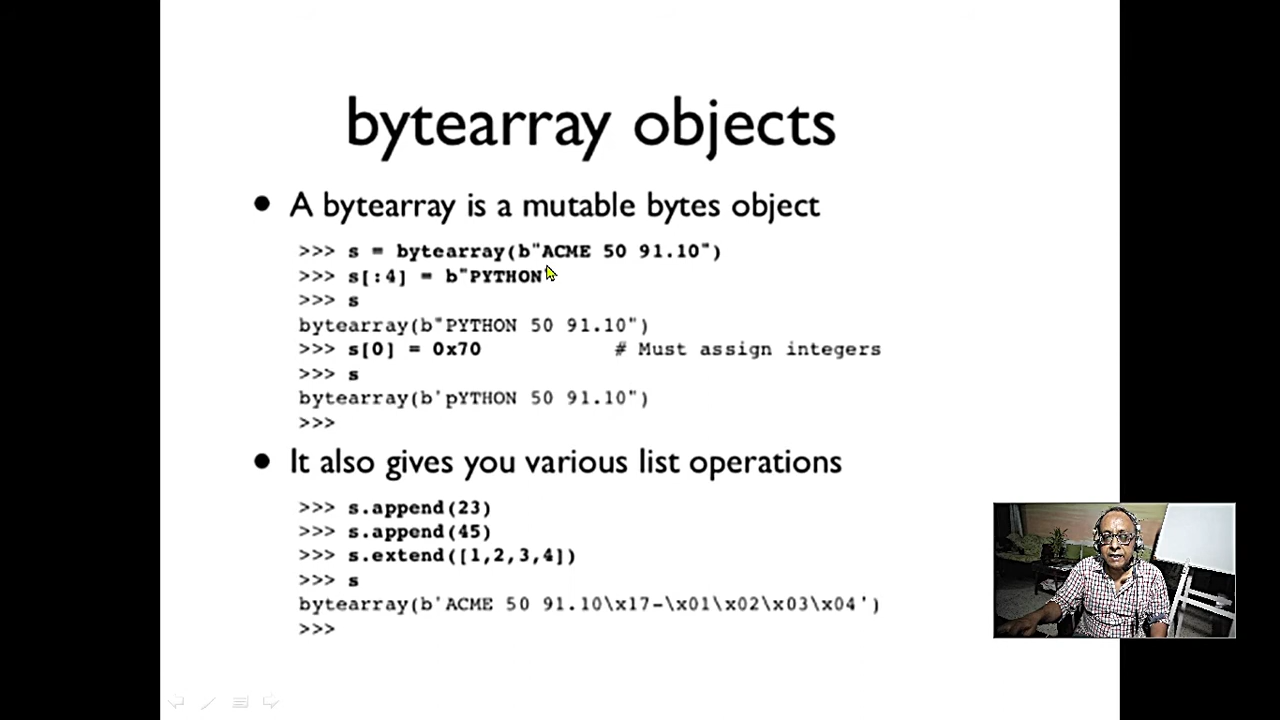 bytearray objects
• A bytearray is a mutable bytes object
>>> s = bytearray(b"ACME 50 91.10")
>>> s[:4] = b"PYTHON"
>>> s
bytearray(b"PYTHON 50 91.10")
>>> s[0] = 0x70 # Must assign integers
>>> s
bytearray(b'pYTHON 50 91.10")
>>>
• It also gives you various list operations
>>> s.append(23)
>>> s.append(45)
>>> s.extend([1,2,3,4])
>>> s
bytearray(b'ACME 50 91.10\x17-\x01\x02\x03\x04')
>>>